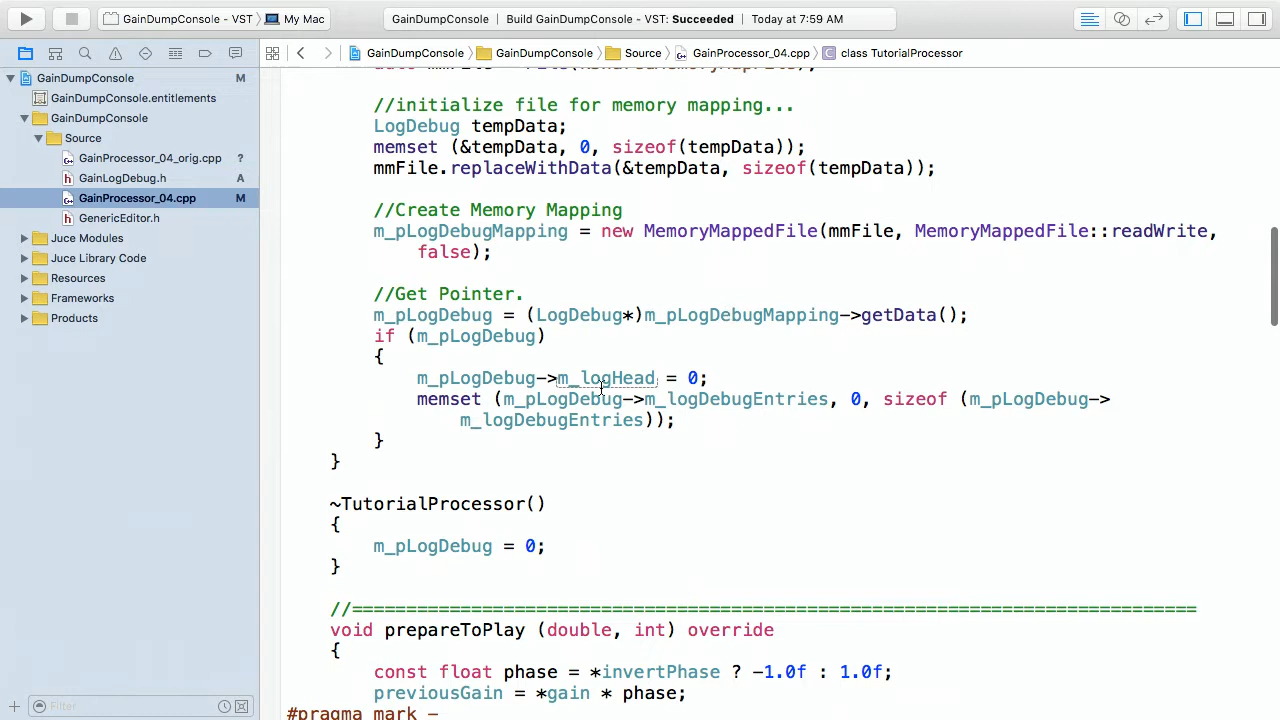 GainDumpConsole - VST
My Mac
GainDumpConsole
Build GainDumpConsole - VST: Succeeded
Today at 7:59 AM
GainDumpConsole
GainDumpConsole
Source
GainProcessor_04.cpp
class TutorialProcessor
GainDumpConsole M
GainDumpConsole.entitlements
GainDumpConsole
Source
GainProcessor_04_orig.cpp ?
GainLogDebug.h A
GainProcessor_04.cpp M
GenericEditor.h
Juce Modules
Juce Library Code
Resources
Frameworks
Products
Filter
//initialize file for memory mapping...
LogDebug tempData;
memset (&tempData, 0, sizeof(tempData));
mmFile.replaceWithData(&tempData, sizeof(tempData));
//Create Memory Mapping
m_pLogDebugMapping = new MemoryMappedFile(mmFile, MemoryMappedFile::readWrite,
false);
//Get Pointer.
m_pLogDebug = (LogDebug*)m_pLogDebugMapping->getData();
if (m_pLogDebug)
{
m_pLogDebug->m_logHead = 0;
memset (m_pLogDebug->m_logDebugEntries, 0, sizeof (m_pLogDebug->
m_logDebugEntries));
}
}
~TutorialProcessor()
{
m_pLogDebug = 0;
}
//==============================================================================
void prepareToPlay (double, int) override
{
const float phase = *invertPhase ? -1.0f : 1.0f;
previousGain = *gain * phase;
#pragma mark -